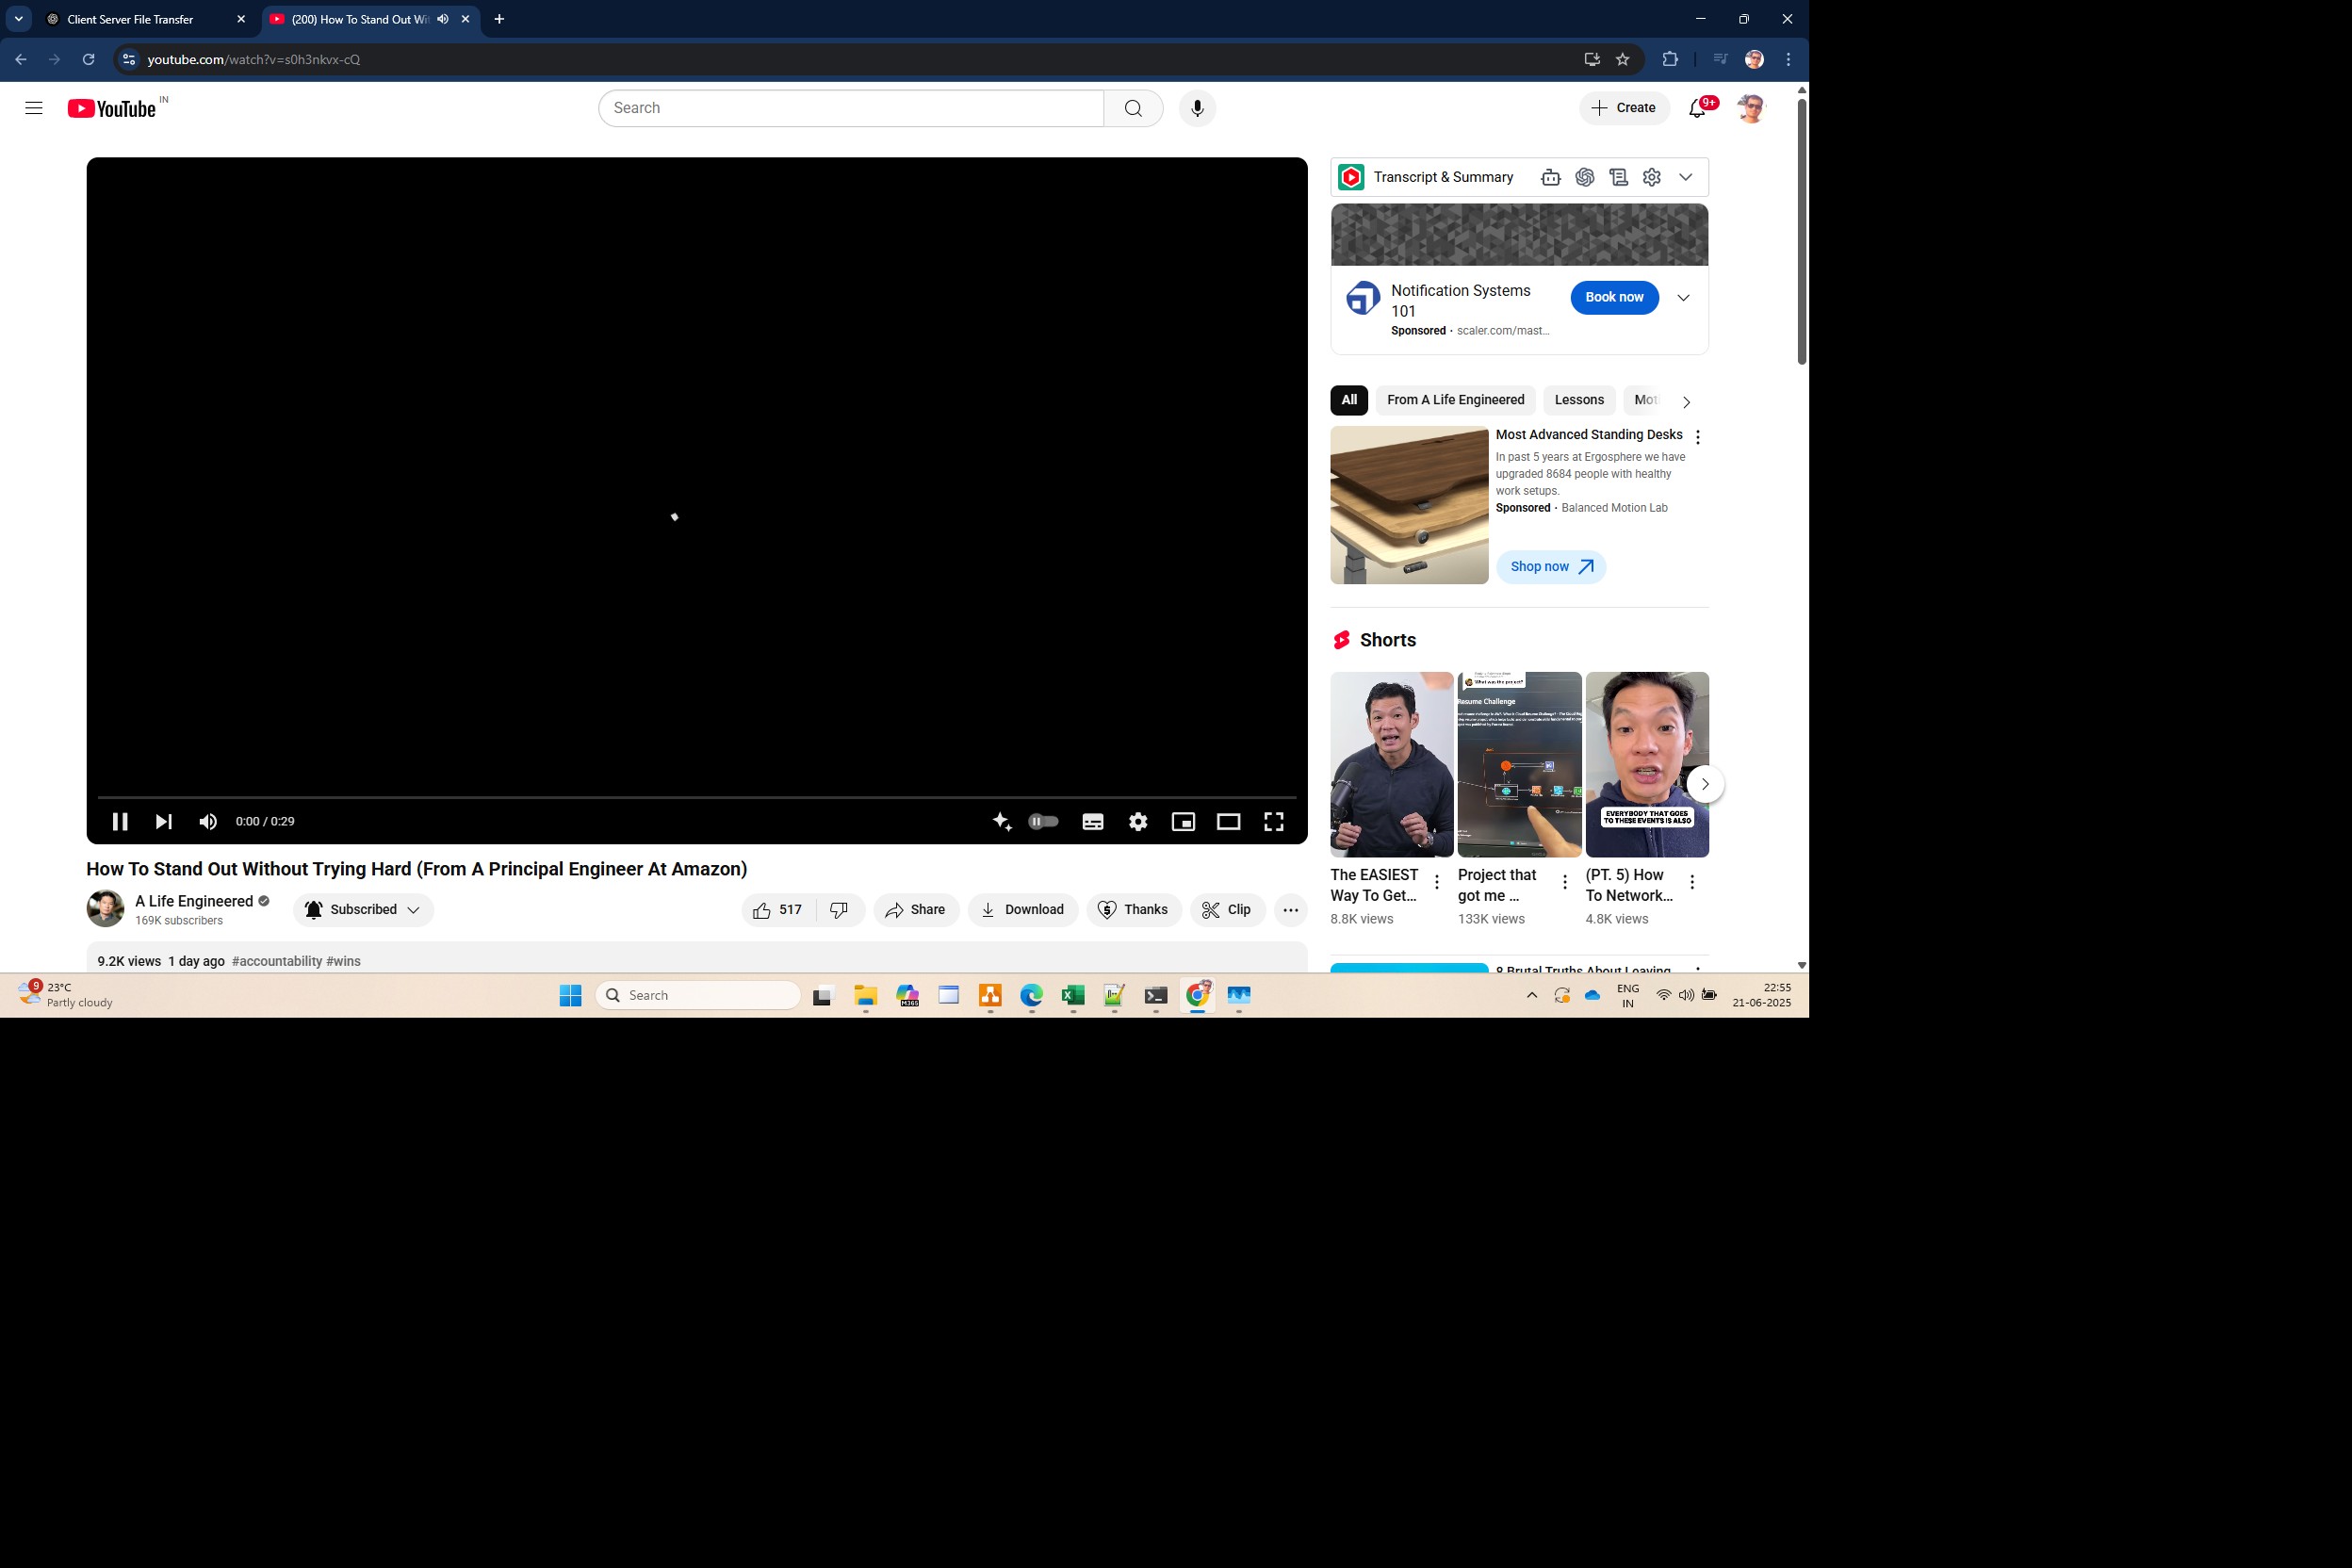 Client Server File Transfer
(200) How To Stand Out Wit
youtube.com/watch?v=s0h3nkvx-cQ
YouTube IN
Search
Create
9+
Transcript & Summary
Notification Systems
101
Book now
Sponsored · scaler.com/mast...
All
From A Life Engineered
Lessons
Mot
Most Advanced Standing Desks
In past 5 years at Ergosphere we have
upgraded 8684 people with healthy
work setups.
Sponsored · Balanced Motion Lab
Shop now
Shorts
What was the project?
Resume Challenge
EVERYBODY THAT GOES
TO THESE EVENTS IS ALSO
The EASIEST
Way To Get...
8.8K views
Project that
got me ...
133K views
(PT. 5) How
To Network...
4.8K views
8 Brutal Truths About Leaving
0:00 / 0:29
How To Stand Out Without Trying Hard (From A Principal Engineer At Amazon)
A Life Engineered
169K subscribers
Subscribed
517
Share
Download
Thanks
Clip
9.2K views 1 day ago #accountability #wins
9
23°C
Partly cloudy
Search
M365
ENG
IN
22:55
21-06-2025